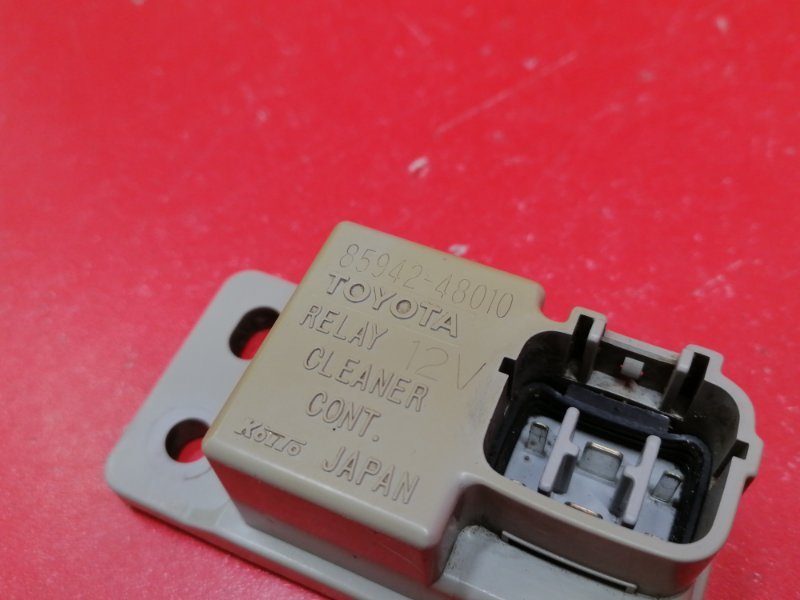 85942-48010
TOYOTA
RELAY 12V
CLEANER
CONT.
KOITO JAPAN